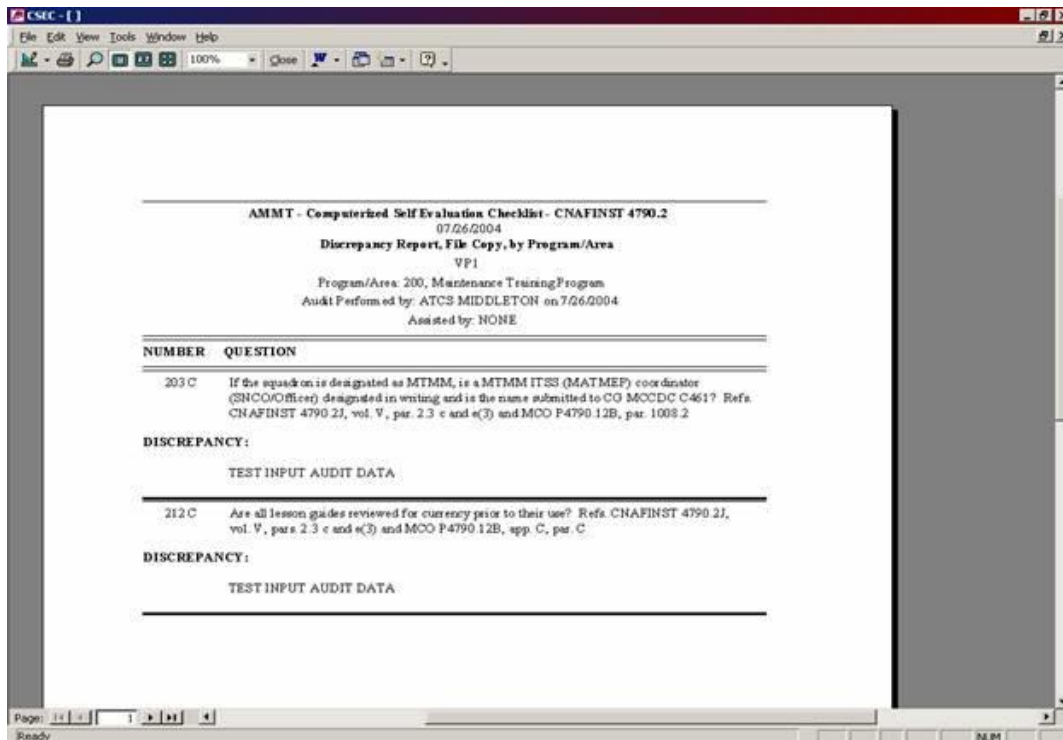 CSEC - [ ]
File Edit View Tools Window Help
100% Close
AMMT - Computerized Self Evaluation Checklist - CNAFINST 4790.2
07/26/2004
Discrepancy Report, File Copy, by Program/Area
VP1
Program/Area: 200, Maintenance Training Program
Audit Performed by: ATCS MIDDLETON on 7/26/2004
Assisted by: NONE
NUMBER QUESTION
203 C If the squadron is designated as MTMM, is a MTMM ITSS (MATMEP) coordinator
(SNCO/Officer) designated in writing and is the name submitted to CG MCCDC C461? Refs.
CNAFINST 4790.2J, vol. V, par. 2.3 c and e(3) and MCO P4790.12B, par. 1008.2
DISCREPANCY:
TEST INPUT AUDIT DATA
212 C Are all lesson guides reviewed for currency prior to their use? Refs. CNAFINST 4790.2J,
vol. V, pars. 2.3 c and e(3) and MCO P4790.12B, app. C, par. C
DISCREPANCY:
TEST INPUT AUDIT DATA
Page: 1
Ready NUM